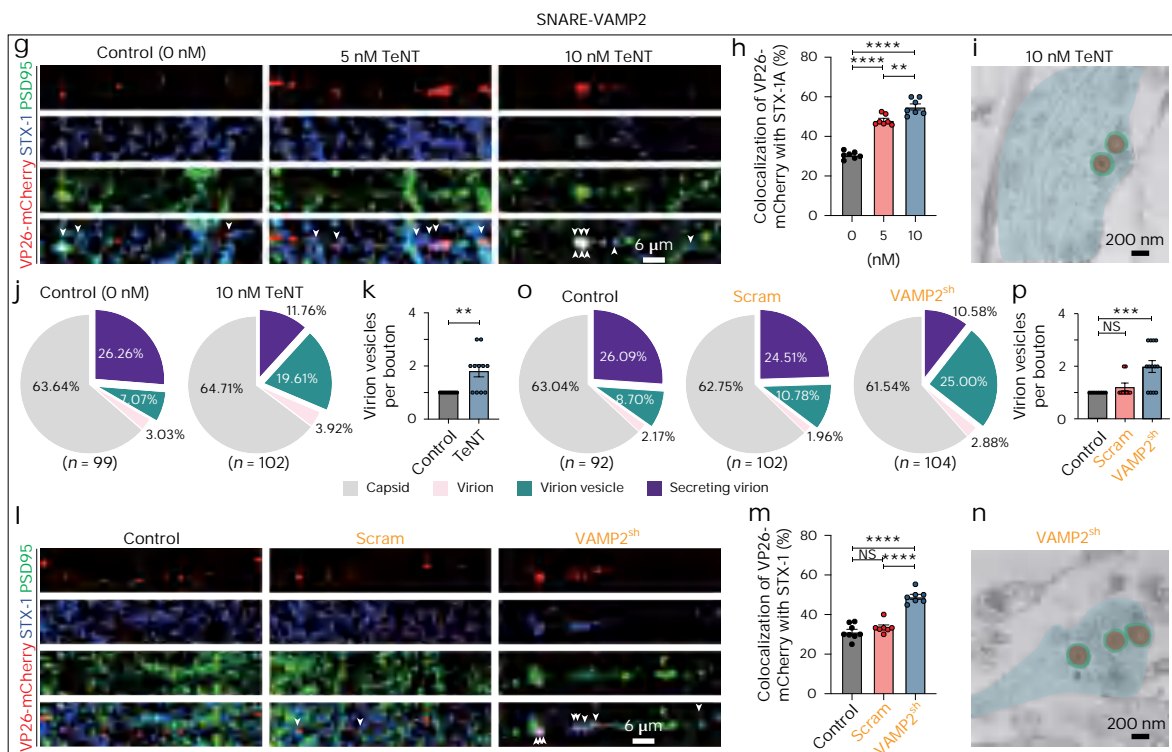 SNARE-VAMP2
g
Control (0 nM)
5 nM TeNT
10 nM TeNT
VP26-mCherry STX-1 PSD95
6 µm
h
Colocalization of VP26-
mCherry with STX-1A (%)
80
60
40
20
0
****
****
**
0
5
10
(nM)
i
10 nM TeNT
200 nm
j
Control (0 nM)
26.26%
63.64%
7.07%
3.03%
(n = 99)
10 nM TeNT
11.76%
19.61%
64.71%
3.92%
(n = 102)
k
Virion vesicles
per bouton
4
2
0
**
Control
TeNT
o
Control
26.09%
63.04%
8.70%
2.17%
(n = 92)
Scram
24.51%
62.75%
10.78%
1.96%
(n = 102)
VAMP2sh
10.58%
25.00%
61.54%
2.88%
(n = 104)
p
Virion vesicles
per bouton
4
2
0
***
NS
Control
Scram
VAMP2sh
Capsid
Virion
Virion vesicle
Secreting virion
l
Control
Scram
VAMP2sh
VP26-mCherry STX-1 PSD95
6 µm
m
Colocalization of VP26-
mCherry with STX-1 (%)
80
60
40
20
0
****
NS
****
Control
Scram
VAMP2sh
n
VAMP2sh
200 nm